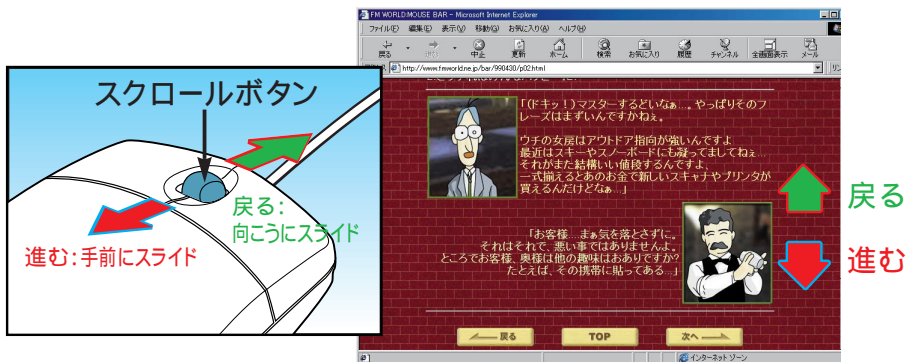 スクロールボタン
戻る:
向こうにスライド
進む:手前にスライド
FM WORLD:MOUSE BAR - Microsoft Internet Explorer
ファイル(F) 編集(E) 表示(V) 移動(G) お気に入り(A) ヘルプ(H)
戻る 中止 更新 ホーム 検索 お気に入り 履歴 チャンネル 全画面表示 メール
http://www.fmworld.ne.jp/bar/990430/p02.html
「(ドキッ!)マスターするどいなぁ…。やっぱりそのフ
レーズはまずいんですかねぇ。
ウチの女房はアウトドア指向が強いんですよ
最近はスキーやスノーボードにも凝ってましてねぇ…
それがまた結構いい値段するんですよ
一式揃えるとあのお金で新しいスキャナやプリンタが
買えるんだけどなぁ…」
「お客様…まぁ気を落とさずに。
それはそれで、悪い事ではありませんよ。
ところでお客様、奥様は他の趣味はおありですか?
たとえば、その携帯に貼ってある…」
戻る TOP 次へ
インターネット ゾーン
戻る
進む